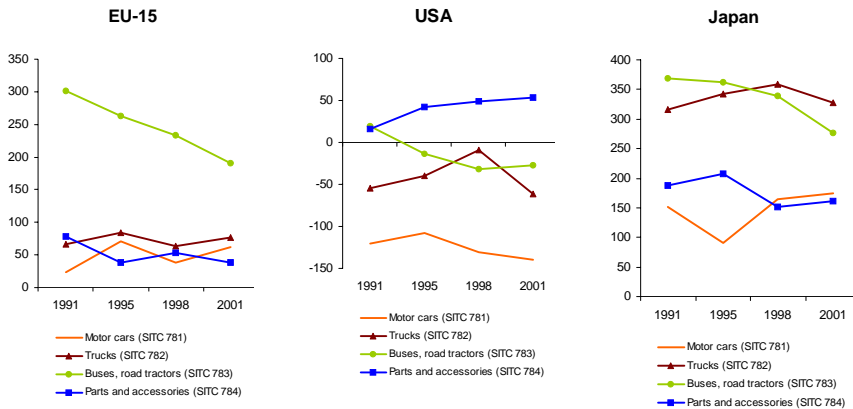 EU-15
350
300
250
200
150
100
50
0
1991 1995 1998 2001
Motor cars (SITC 781)
Trucks (SITC 782)
Buses, road tractors (SITC 783)
Parts and accessories (SITC 784)
USA
100
50
0
-50
-100
-150
1991 1995 1998 2001
Motor cars (SITC 781)
Trucks (SITC 782)
Buses, road tractors (SITC 783)
Parts and accessories (SITC 784)
Japan
400
350
300
250
200
150
100
50
0
1991 1995 1998 2001
Motor cars (SITC 781)
Trucks (SITC 782)
Buses, road tractors (SITC 783)
Parts and accessories (SITC 784)